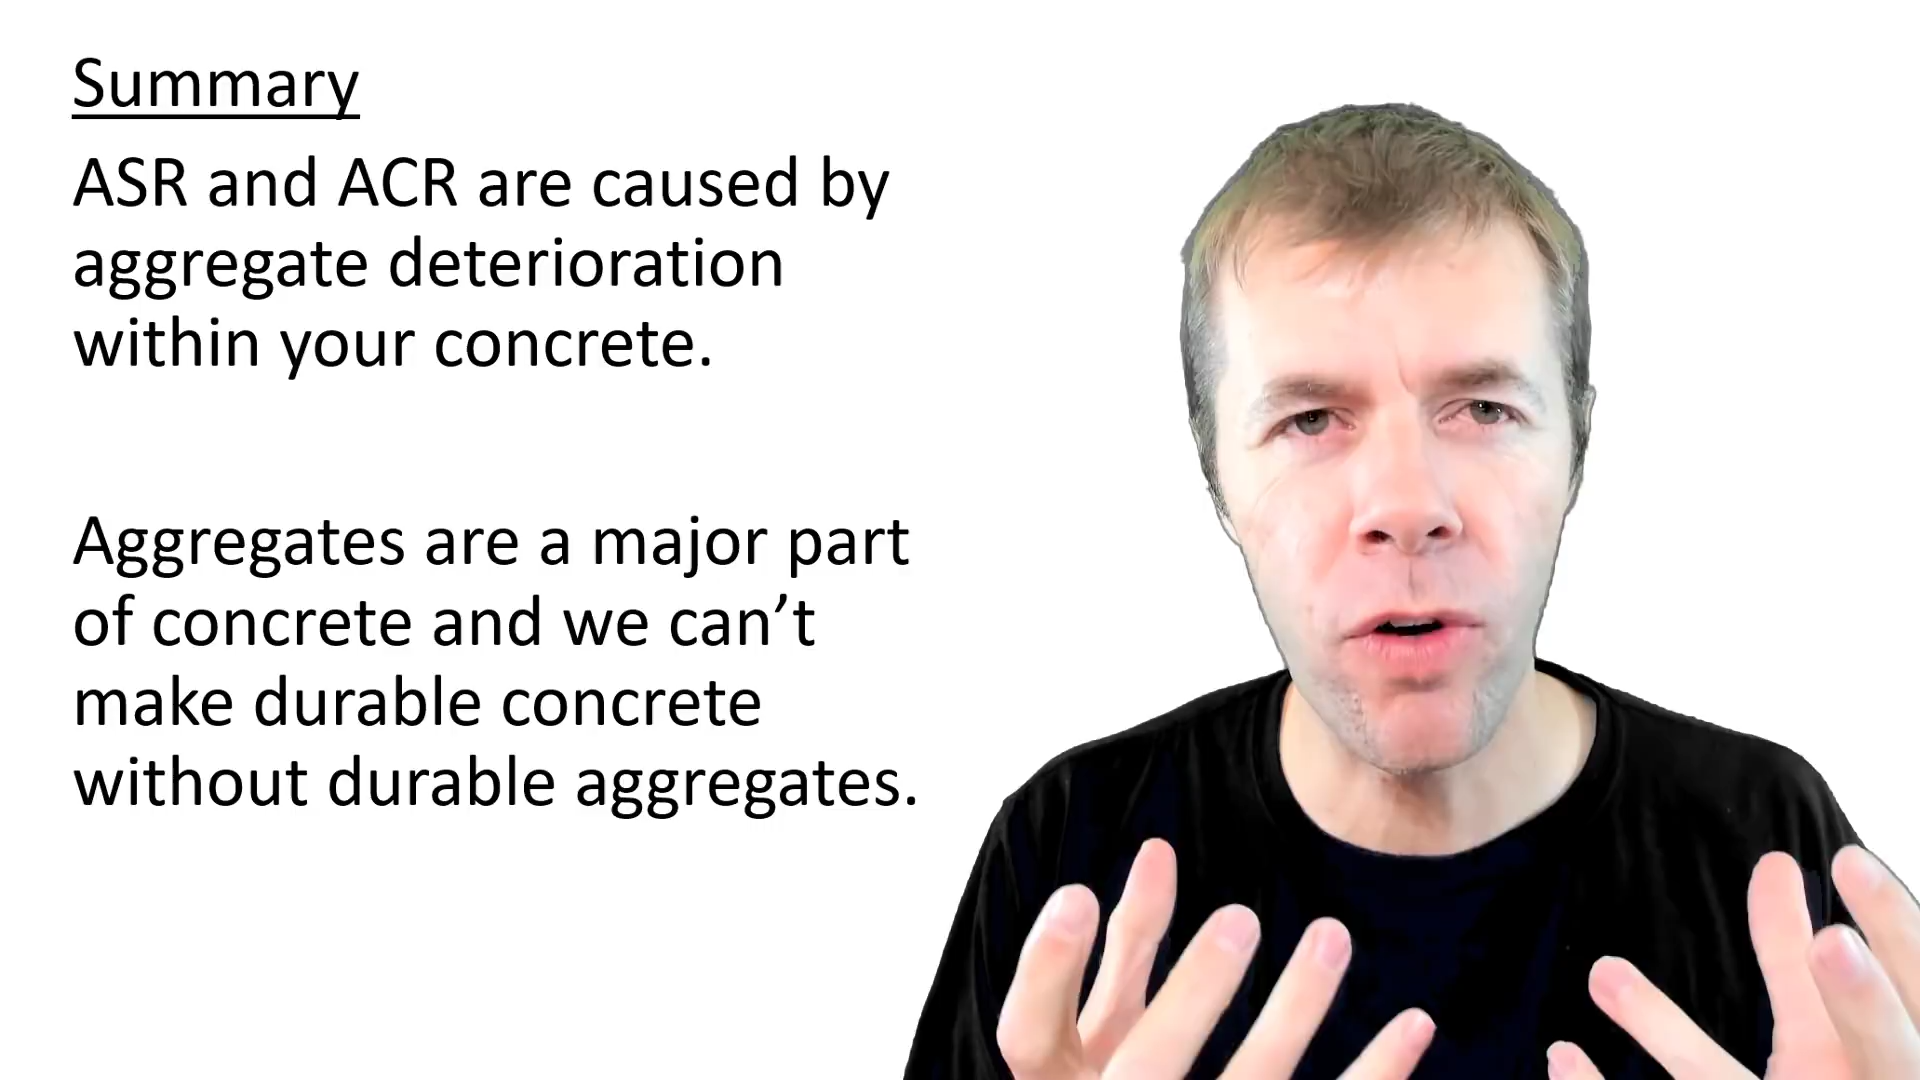 Summary
ASR and ACR are caused by
aggregate deterioration
within your concrete.
Aggregates are a major part
of concrete and we can’t
make durable concrete
without durable aggregates.